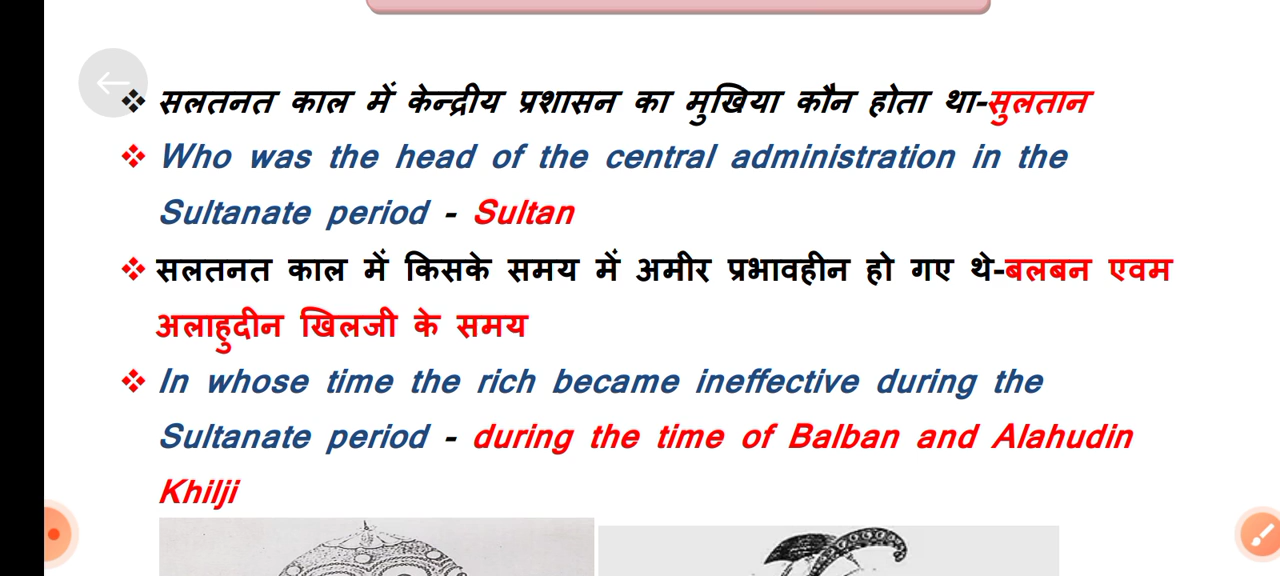 ❖ सलतनत काल में केन्द्रीय प्रशासन का मुखिया कौन होता था-सुलतान
❖ Who was the head of the central administration in the
Sultanate period - Sultan
❖ सलतनत काल में किसके समय में अमीर प्रभावहीन हो गए थे-बलबन एवम
अलाहुदीन खिलजी के समय
❖ In whose time the rich became ineffective during the
Sultanate period - during the time of Balban and Alahudin
Khilji